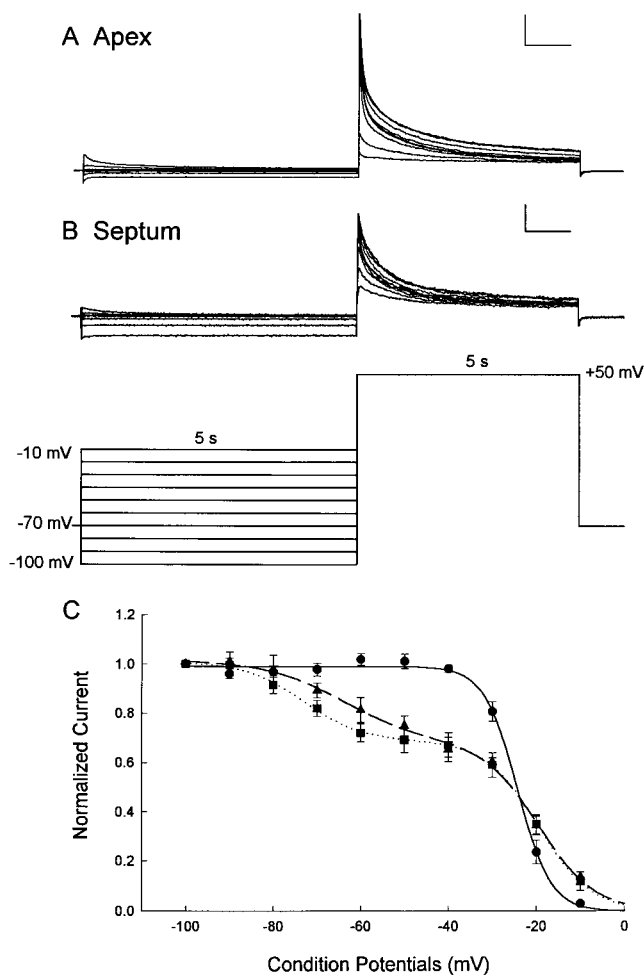 A Apex
B Septum
5 s
+50 mV
5 s
-10 mV
-70 mV
-100 mV
C
1.2
1.0
0.8
0.6
0.4
0.2
0.0
Normalized Current
-100
-80
-60
-40
-20
0
Condition Potentials (mV)